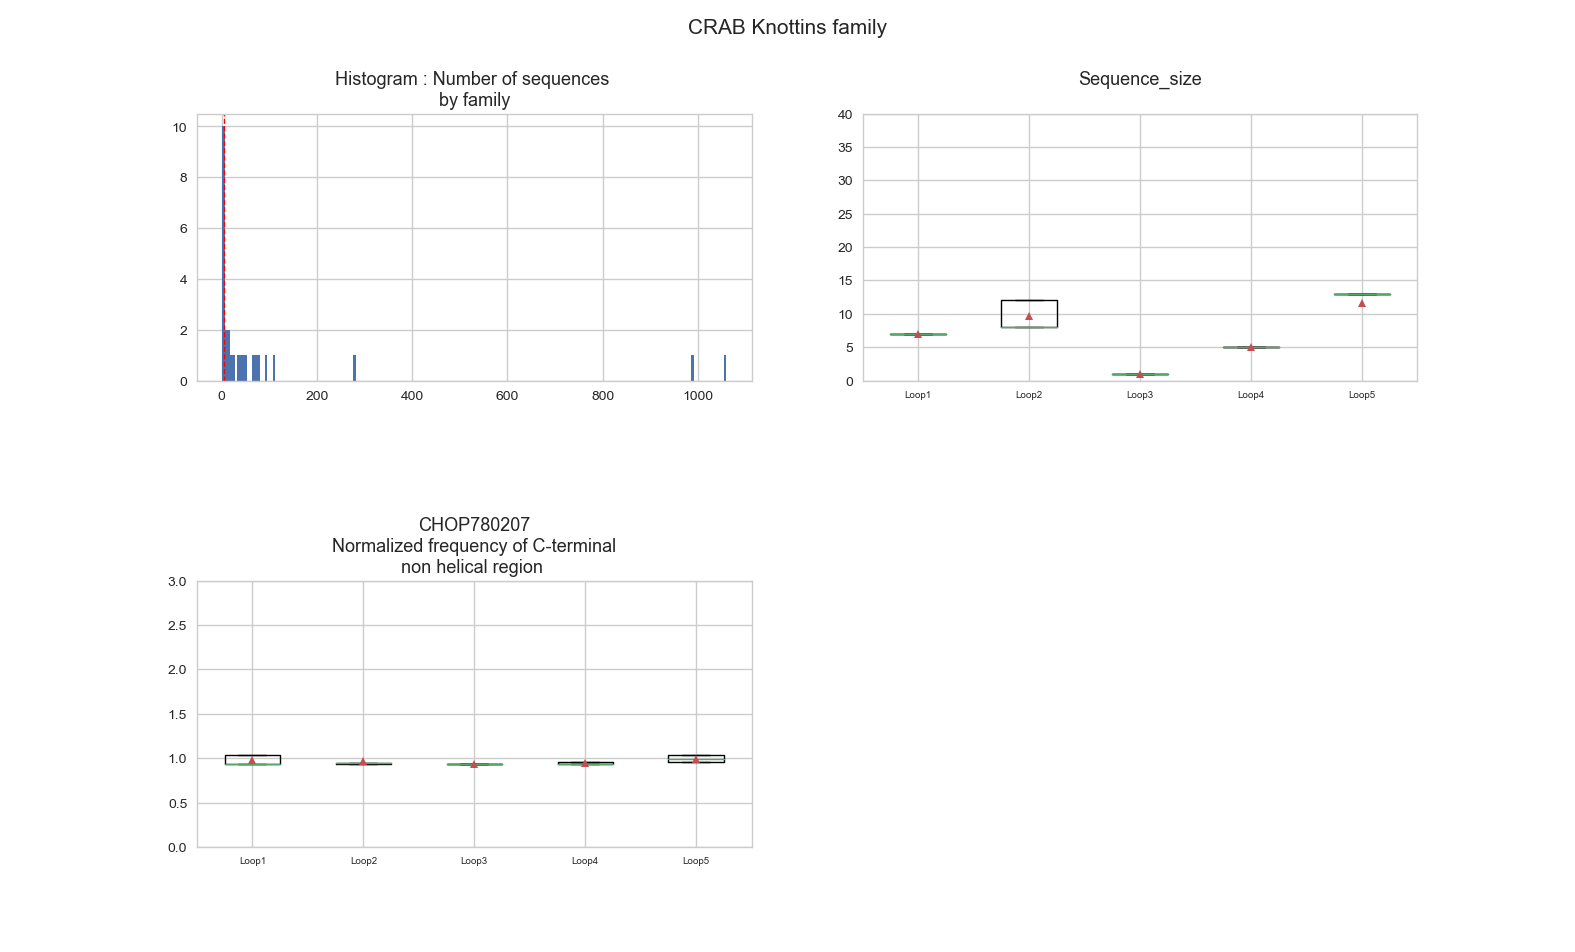 CRAB Knottins family
Histogram : Number of sequences
by family
10
8
6
4
2
0
0 200 400 600 800 1000
Sequence_size
40
35
30
25
20
15
10
5
0
Loop1 Loop2 Loop3 Loop4 Loop5
CHOP780207
Normalized frequency of C-terminal
non helical region
3.0
2.5
2.0
1.5
1.0
0.5
0.0
Loop1 Loop2 Loop3 Loop4 Loop5